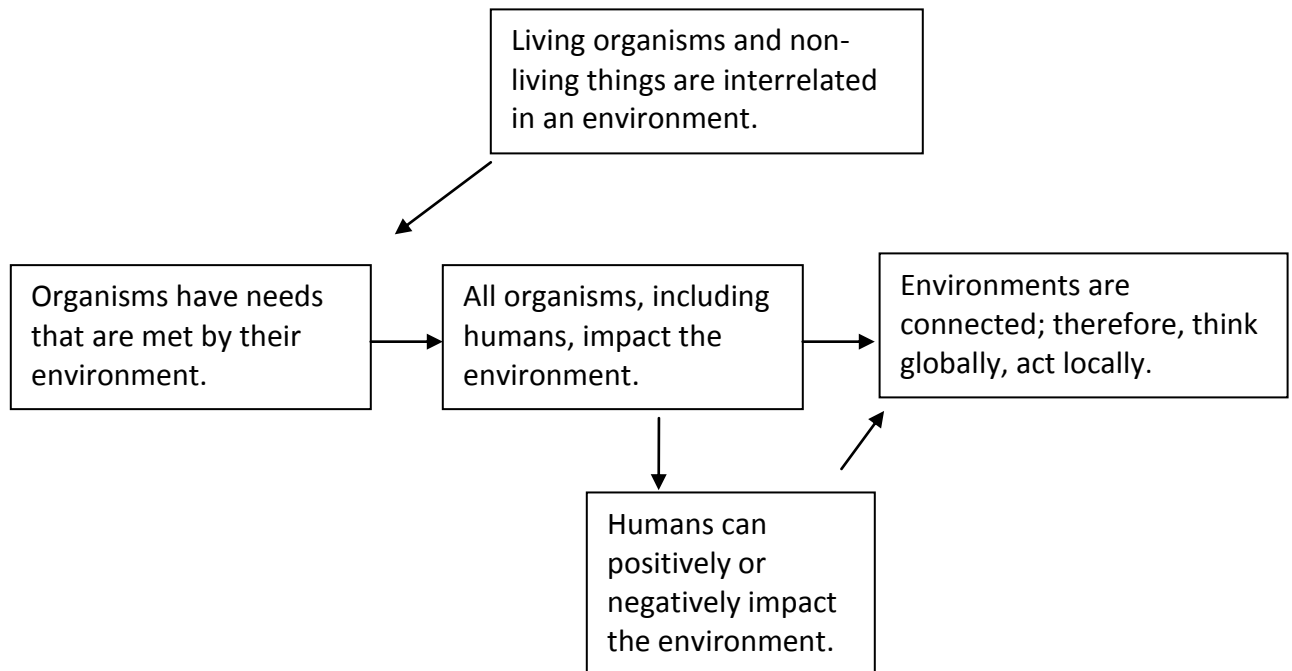 Living organisms and non-
living things are interrelated
in an environment.
Organisms have needs
that are met by their
environment.
All organisms, including
humans, impact the
environment.
Environments are
connected; therefore, think
globally, act locally.
Humans can
positively or
negatively impact
the environment.